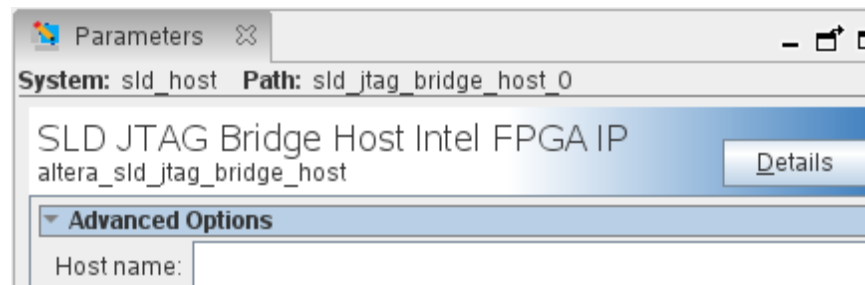 Parameters
System: sld_host Path: sld_jtag_bridge_host_0
SLD JTAG Bridge Host Intel FPGA IP
altera_sld_jtag_bridge_host
Details
Advanced Options
Host name: